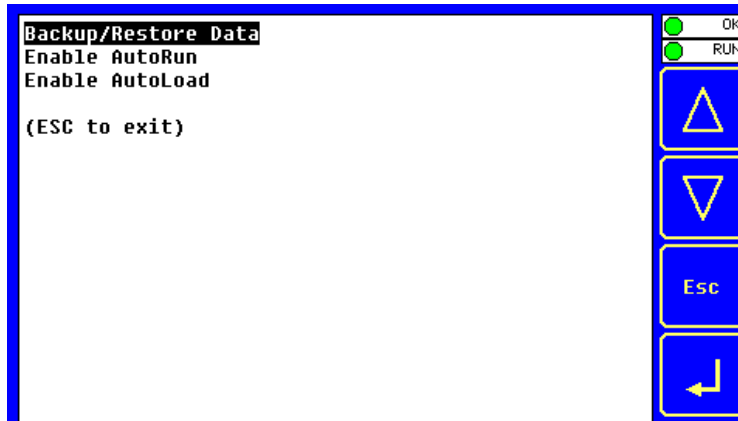 Backup/Restore Data
Enable AutoRun
Enable AutoLoad
(ESC to exit)
OK
RUN
Esc